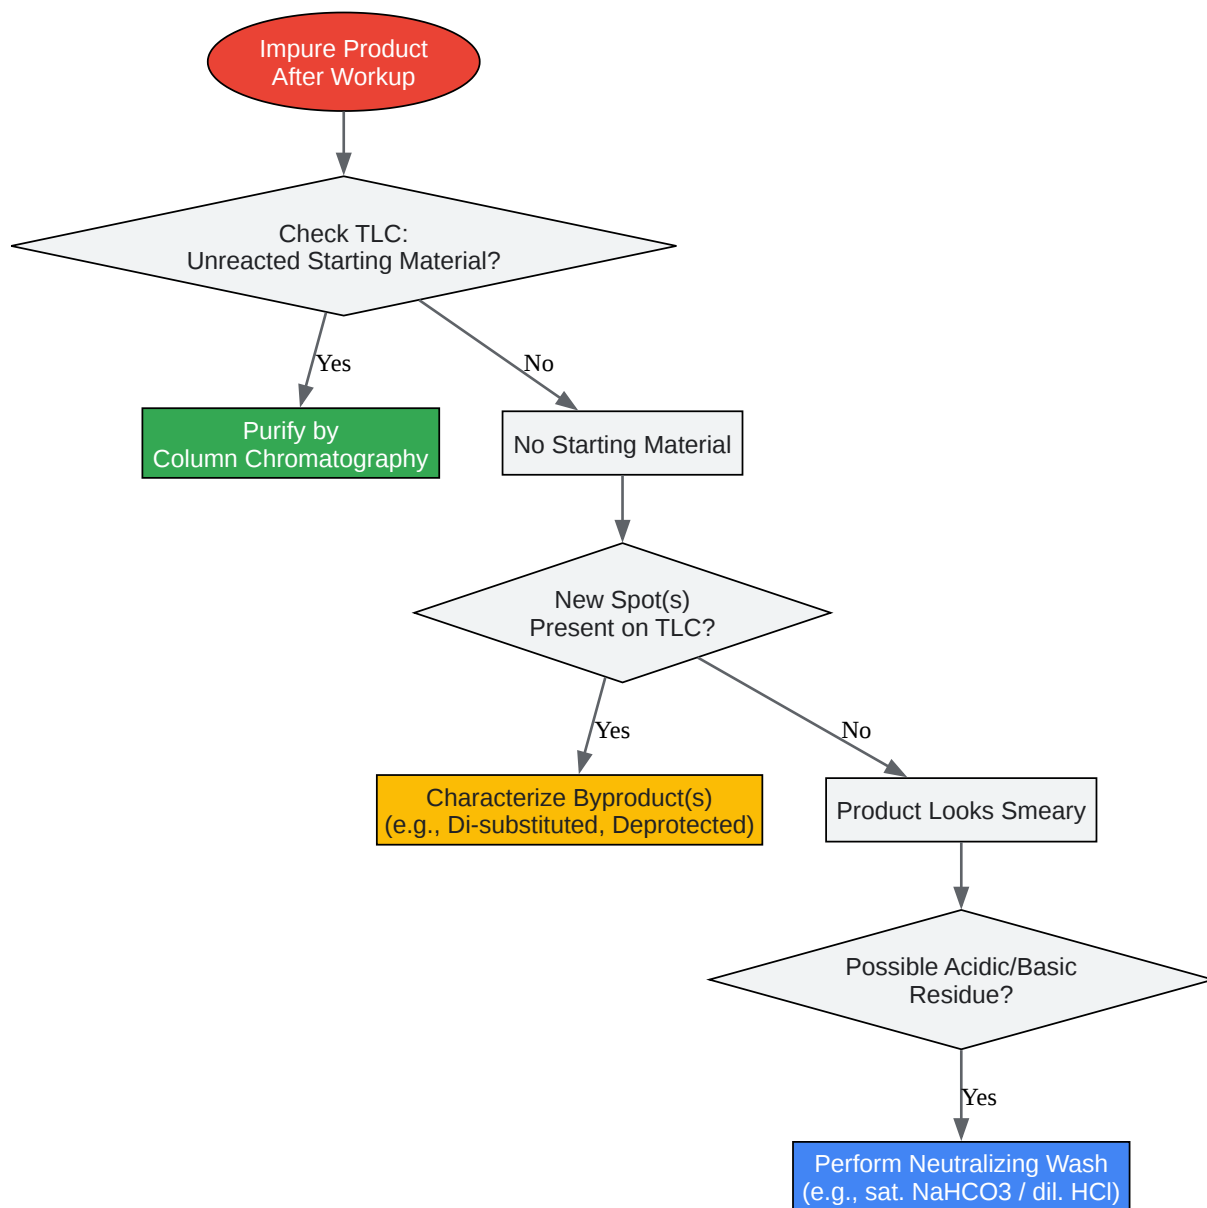 Impure Product
After Workup
Check TLC:
Unreacted Starting Material?
Yes
No
Purify by
Column Chromatography
No Starting Material
New Spot(s)
Present on TLC?
Yes
No
Characterize Byproduct(s)
(e.g., Di-substituted, Deprotected)
Product Looks Smeary
Possible Acidic/Basic
Residue?
Yes
Perform Neutralizing Wash
(e.g., sat. NaHCO3 / dil. HCl)